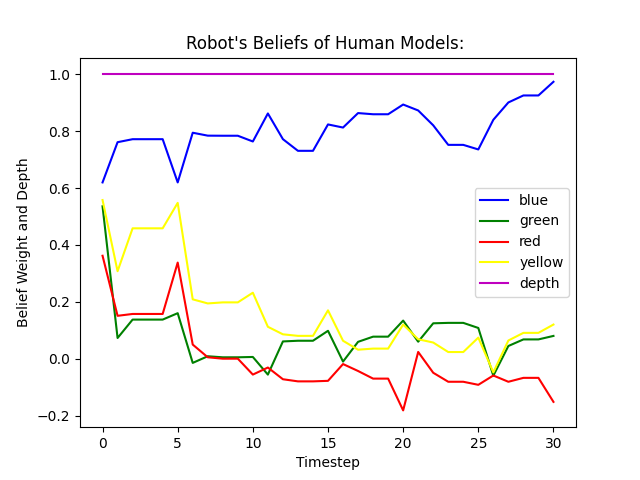 Robot's Beliefs of Human Models:
Belief Weight and Depth
1.0
0.8
0.6
0.4
0.2
0.0
−0.2
0 5 10 15 20 25 30
Timestep
blue
green
red
yellow
depth